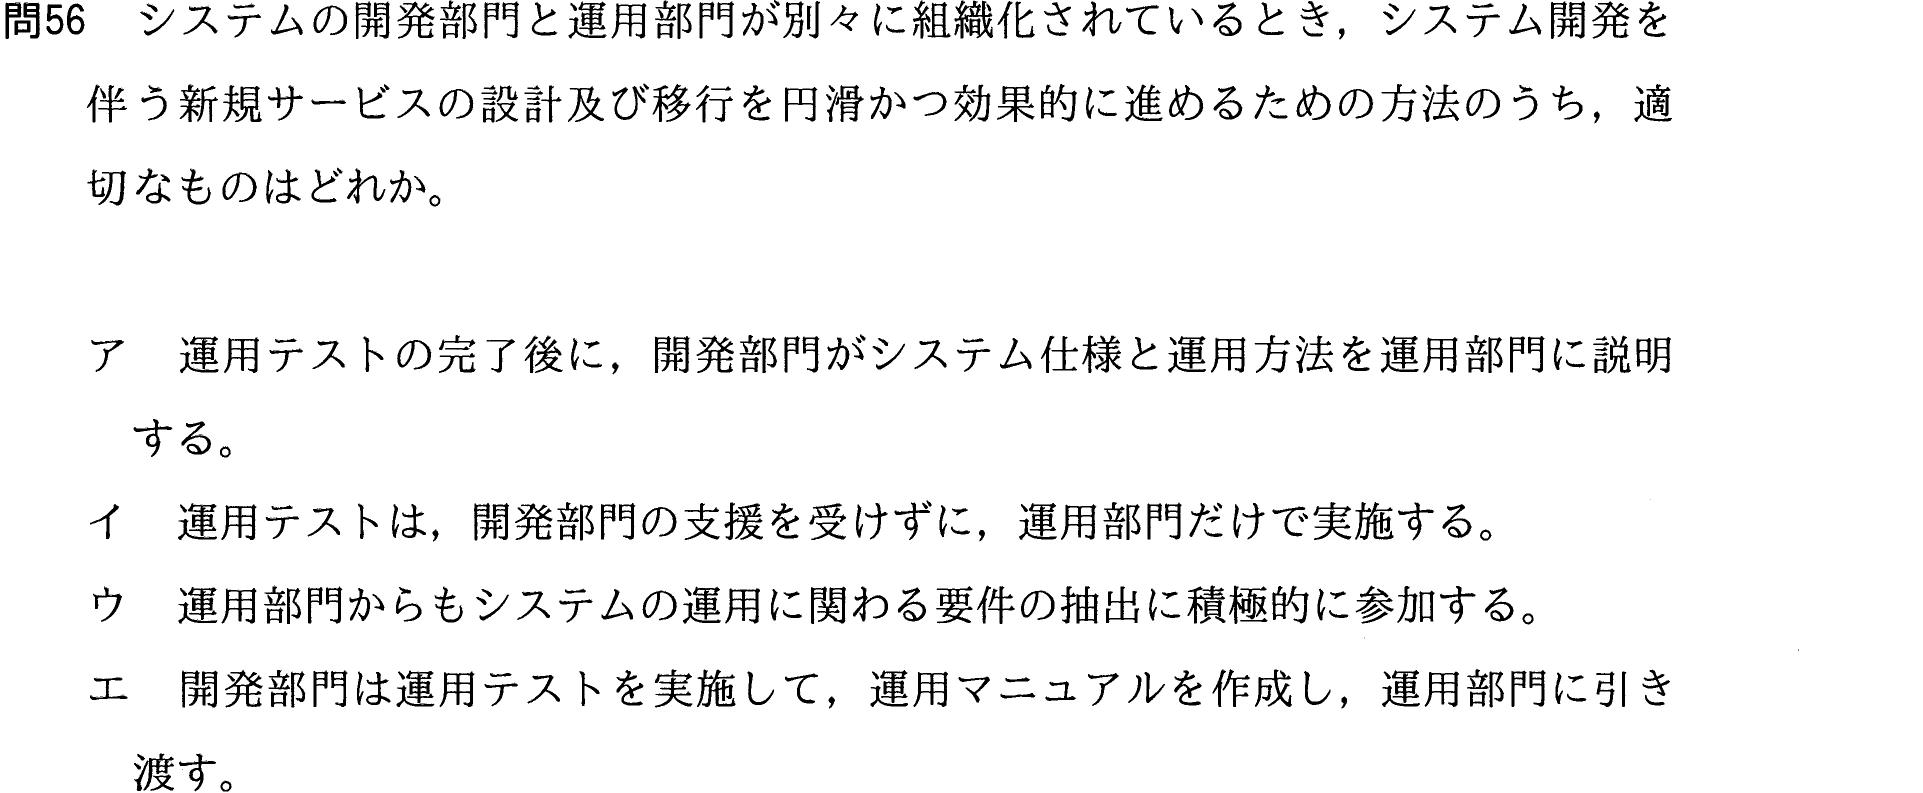 問56　システムの開発部門と運用部門が別々に組織化されているとき，システム開発を
伴う新規サービスの設計及び移行を円滑かつ効果的に進めるための方法のうち，適
切なものはどれか。
ア　運用テストの完了後に，開発部門がシステム仕様と運用方法を運用部門に説明
する。
イ　運用テストは，開発部門の支援を受けずに，運用部門だけで実施する。
ウ　運用部門からもシステムの運用に関わる要件の抽出に積極的に参加する。
エ　開発部門は運用テストを実施して，運用マニュアルを作成し，運用部門に引き
渡す。